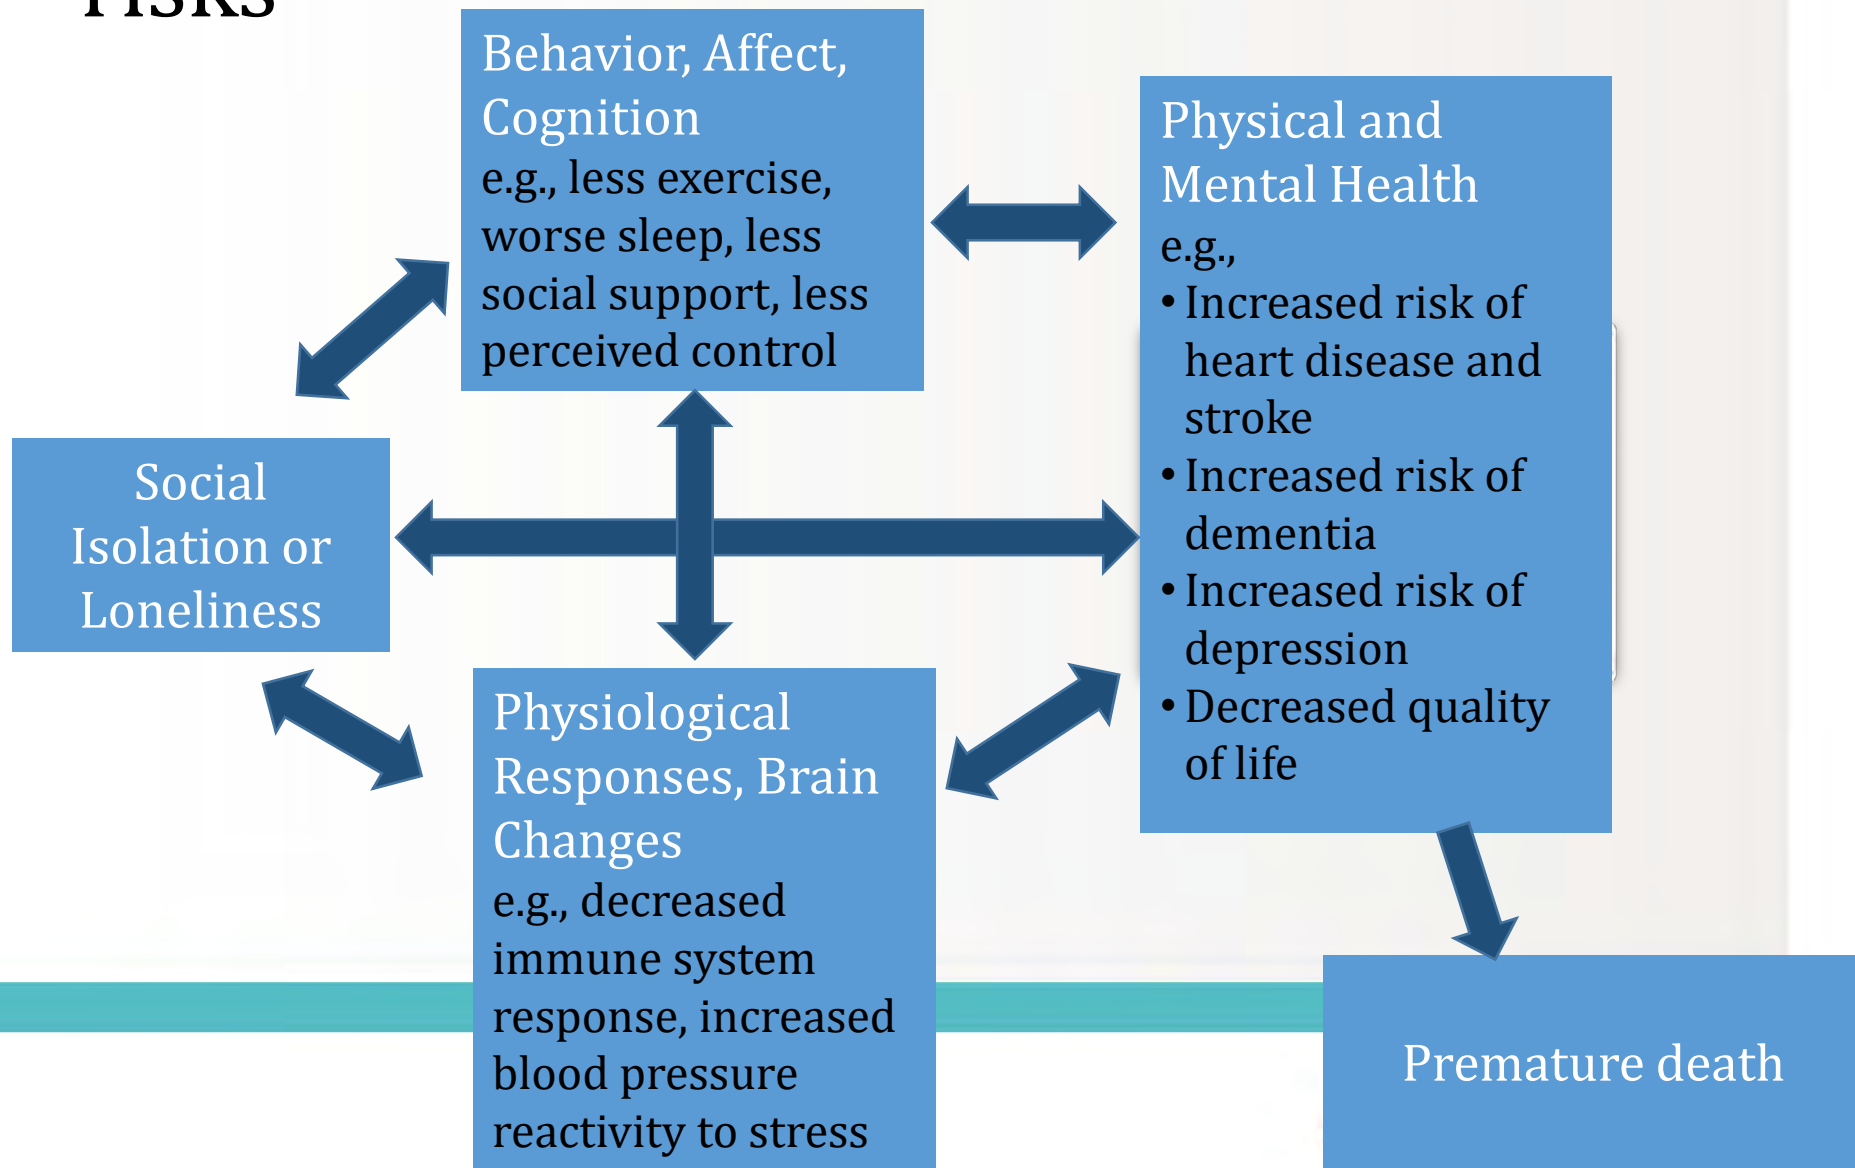 risks
Behavior, Affect,
Cognition
e.g., less exercise,
worse sleep, less
social support, less
perceived control
Physical and
Mental Health
e.g.,
• Increased risk of
heart disease and
stroke
• Increased risk of
dementia
• Increased risk of
depression
• Decreased quality
of life
Social
Isolation or
Loneliness
Physiological
Responses, Brain
Changes
e.g., decreased
immune system
response, increased
blood pressure
reactivity to stress
Premature death